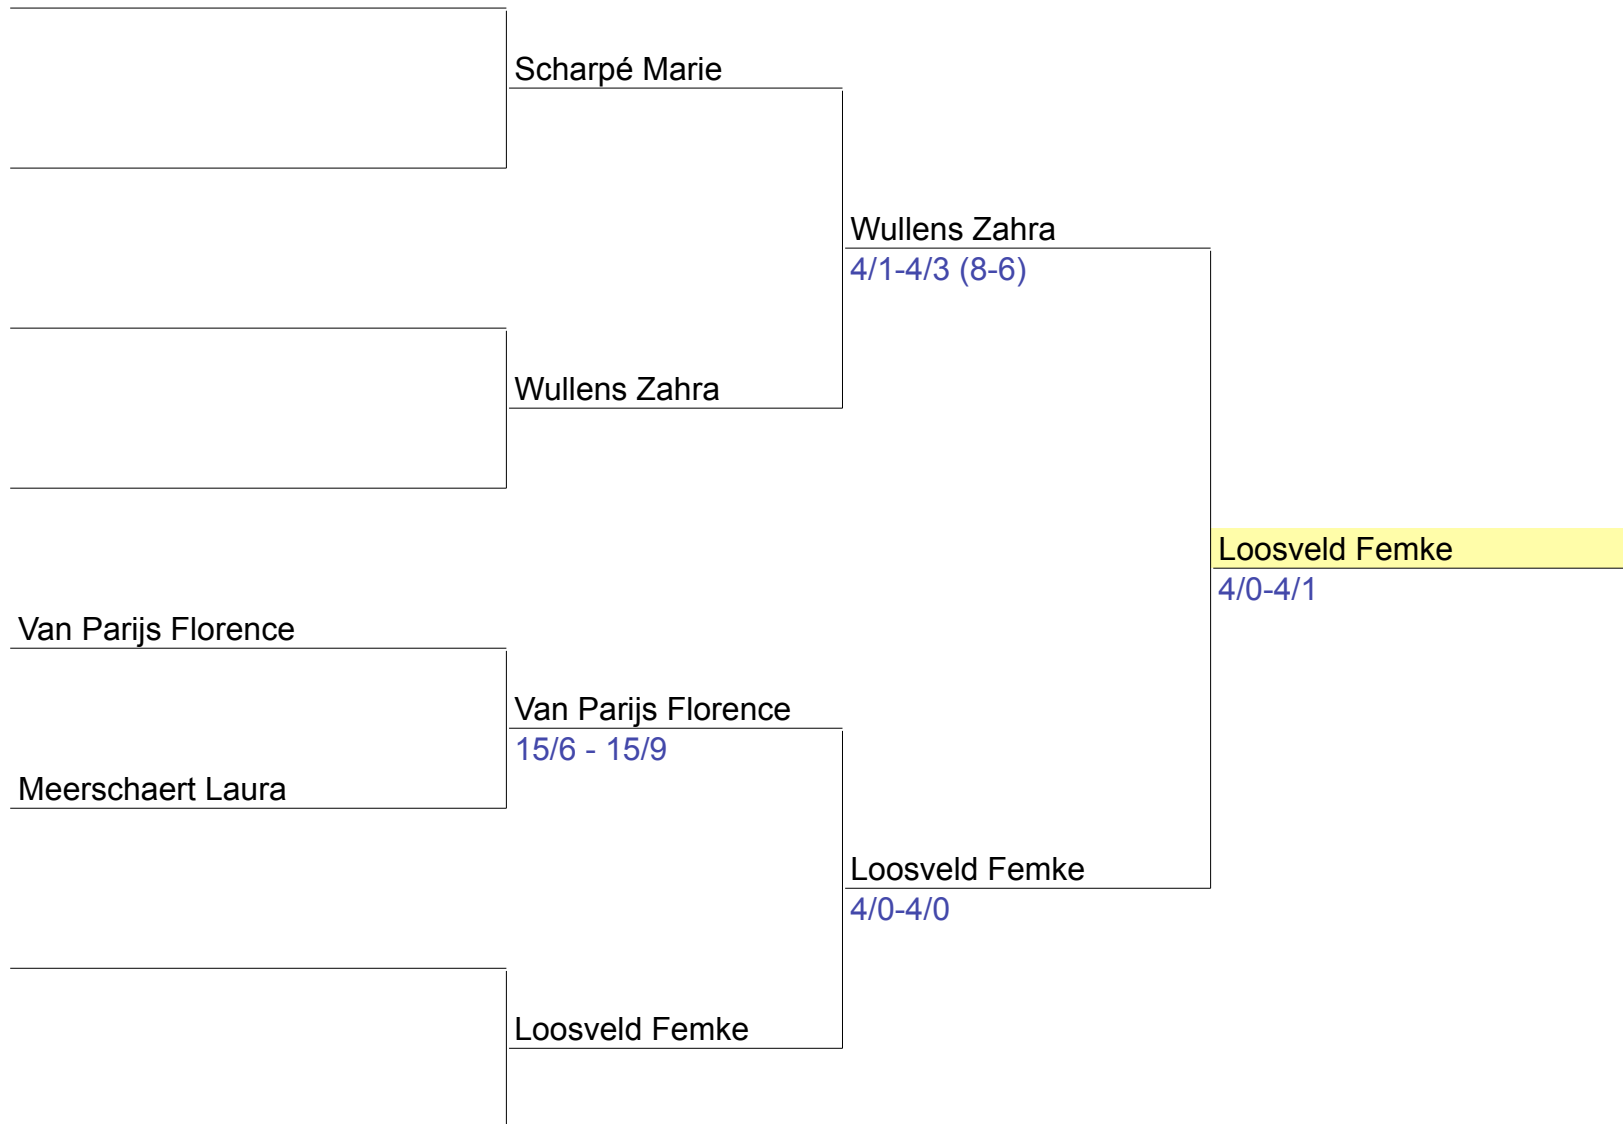 Scharpé Marie
Wullens Zahra
4/1-4/3 (8-6)
Wullens Zahra
Loosveld Femke
4/0-4/1
Van Parijs Florence
Van Parijs Florence
15/6 - 15/9
Meerschaert Laura
Loosveld Femke
4/0-4/0
Loosveld Femke